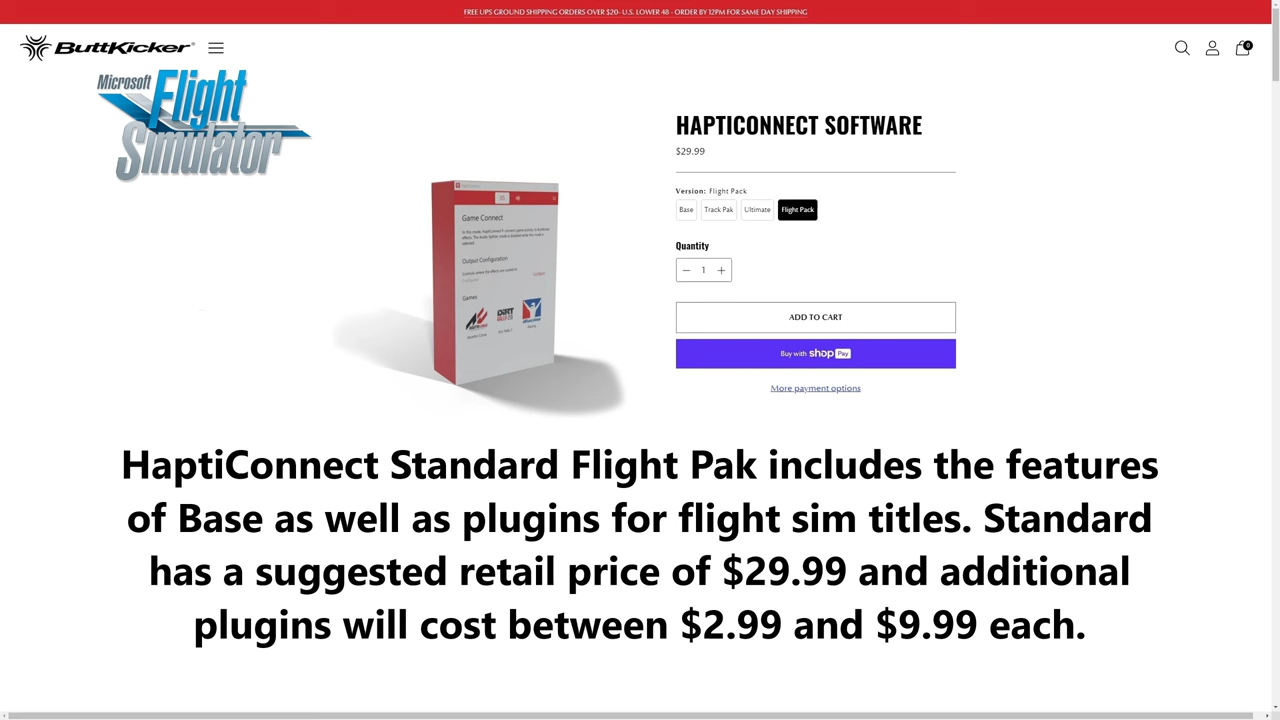 FREE UPS GROUND SHIPPING ORDERS OVER $20- U.S. LOWER 48 - ORDER BY 12PM FOR SAME DAY SHIPPING
ButtKicker®
0
Microsoft
Flight
Simulator
HAPTICONNECT SOFTWARE
$29.99
Version: Flight Pack
Base
Track Pak
Ultimate
Flight Pack
Quantity
1
ADD TO CART
Buy with shop Pay
More payment options
Game Connect
Output Configuration
Games
HaptiConnect Standard Flight Pak includes the features
of Base as well as plugins for flight sim titles. Standard
has a suggested retail price of $29.99 and additional
plugins will cost between $2.99 and $9.99 each.